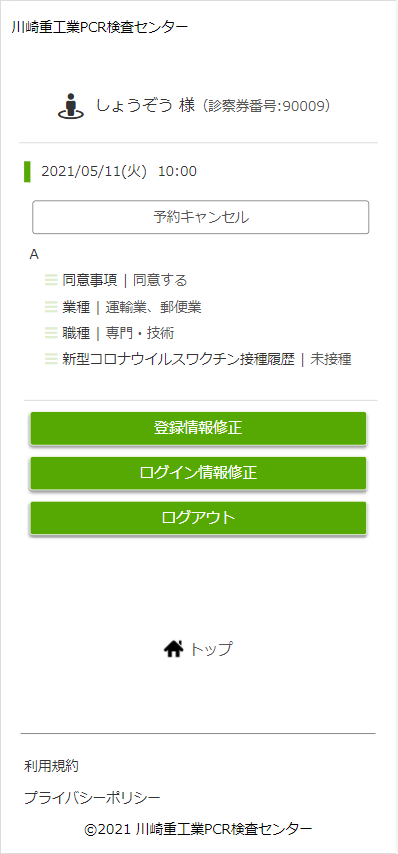 川崎重工業PCR検査センター
しょうぞう 様（診察券番号:90009）
2021/05/11(火) 10:00
予約キャンセル
A
同意事項 | 同意する
業種 | 運輸業、郵便業
職種 | 専門・技術
新型コロナウイルスワクチン接種履歴 | 未接種
登録情報修正
ログイン情報修正
ログアウト
トップ
利用規約
プライバシーポリシー
©2021 川崎重工業PCR検査センター